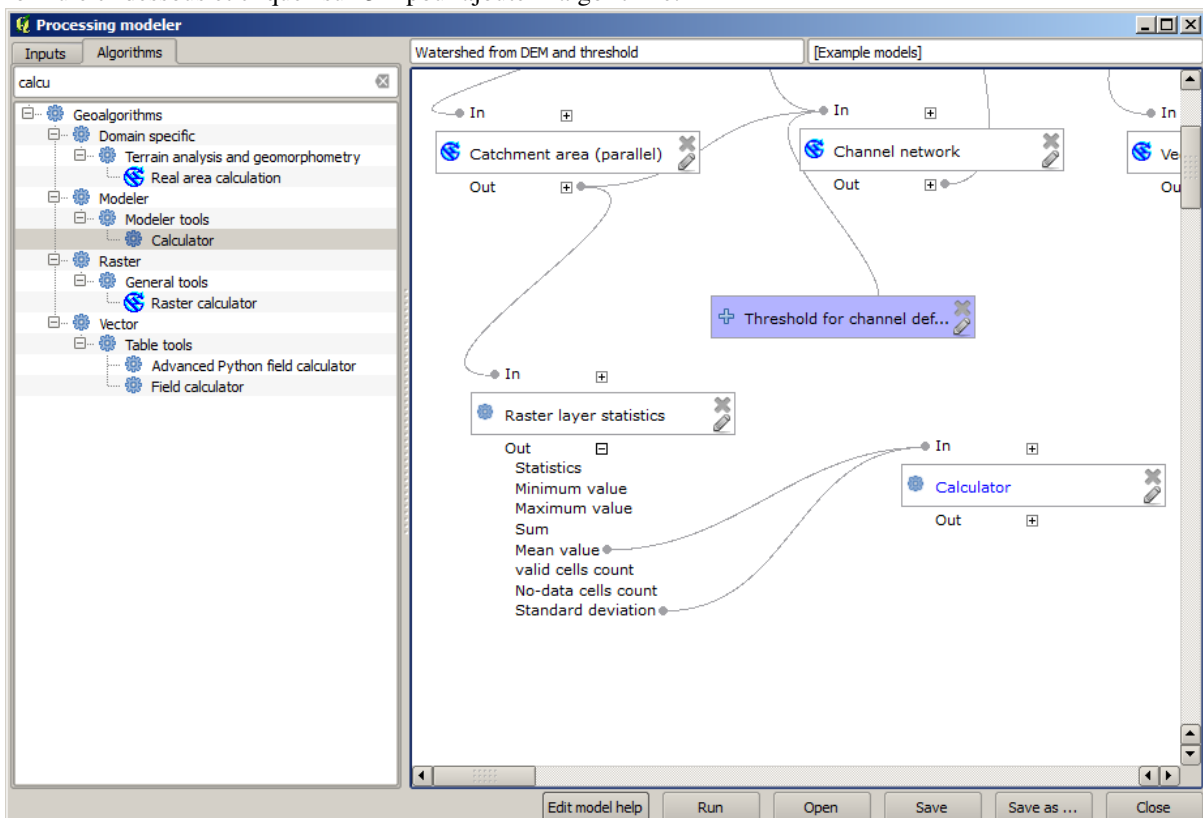 Processing modeler
Inputs
Algorithms
Watershed from DEM and threshold
[Example models]
calcu
Geoalgorithms
Domain specific
Terrain analysis and geomorphometry
Real area calculation
Modeler
Modeler tools
Calculator
Raster
General tools
Raster calculator
Vector
Table tools
Advanced Python field calculator
Field calculator
In
In
In
Catchment area (parallel)
Channel network
Ve
Out
Out
Ou
Threshold for channel def...
In
Raster layer statistics
Out
Statistics
Minimum value
Maximum value
Sum
Mean value
valid cells count
No-data cells count
Standard deviation
In
Calculator
Out
Edit model help
Run
Open
Save
Save as ...
Close